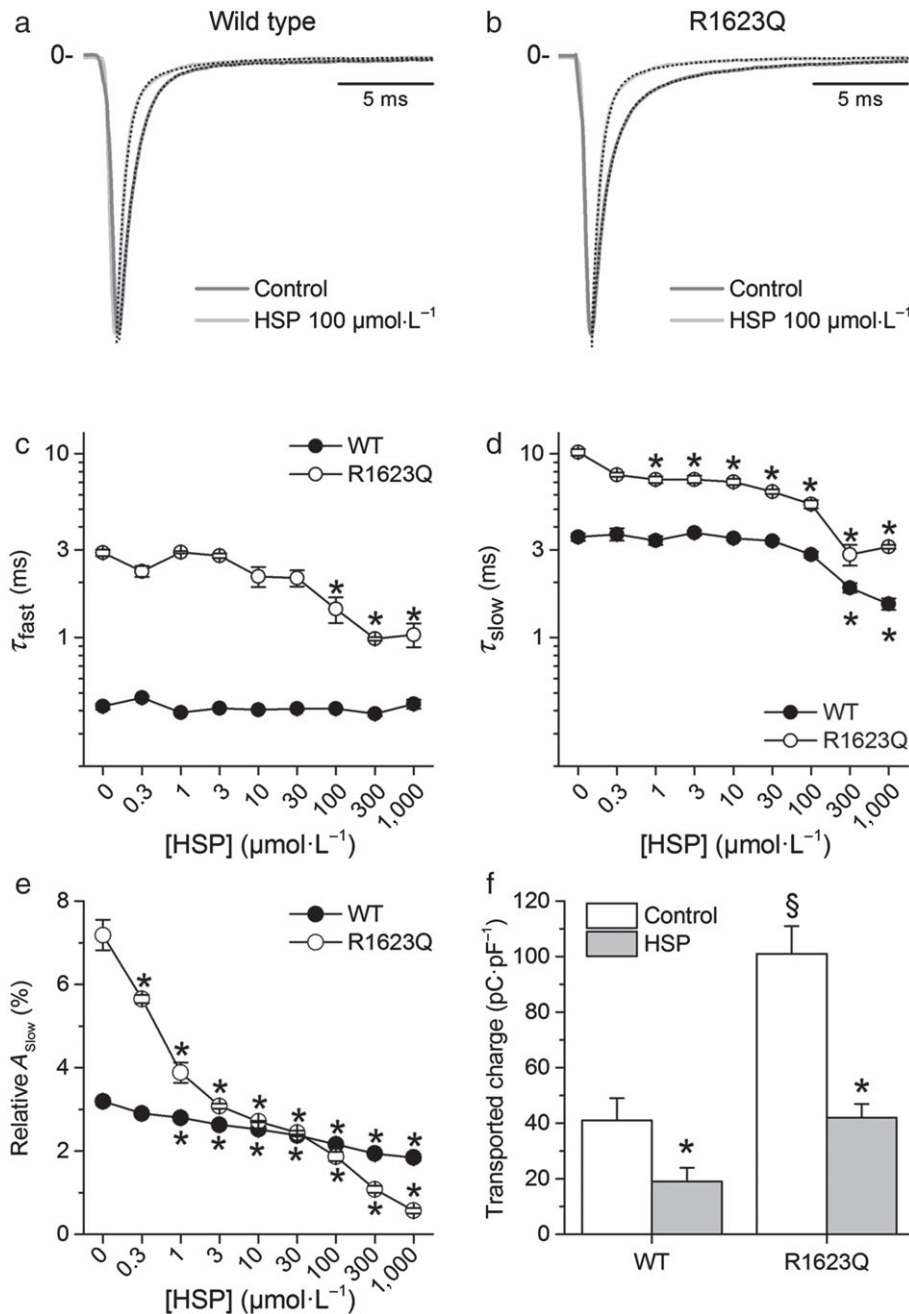 a Wild type
0-
5 ms
Control
HSP 100 µmol·L⁻¹
b R1623Q
0-
5 ms
Control
HSP 100 µmol·L⁻¹
c
WT
R1623Q
10
3
1
τfast (ms)
0 0.3 1 3 10 30 100 300 1,000
[HSP] (µmol·L⁻¹)
* * *
d
10
3
1
τslow (ms)
* * * * * * *
* *
WT
R1623Q
0 0.3 1 3 10 30 100 300 1,000
[HSP] (µmol·L⁻¹)
e
WT
R1623Q
8
6
4
2
0
Relative Aslow (%)
* * * * * * * *
* * * * * * *
0 0.3 1 3 10 30 100 300 1,000
[HSP] (µmol·L⁻¹)
f
Control
HSP
120
100
80
60
40
20
0
Transported charge (pC·pF⁻¹)
§
*
*
WT R1623Q